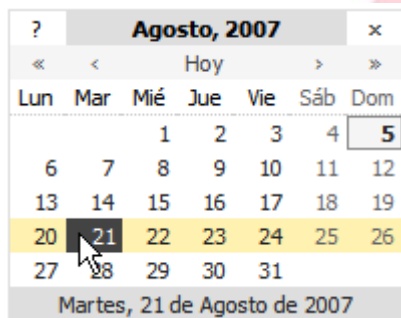 ? Agosto, 2007 ×
« ‹ Hoy › »
Lun Mar Mié Jue Vie Sáb Dom
1 2 3 4 5
6 7 8 9 10 11 12
13 14 15 16 17 18 19
20 21 22 23 24 25 26
27 28 29 30 31
Martes, 21 de Agosto de 2007